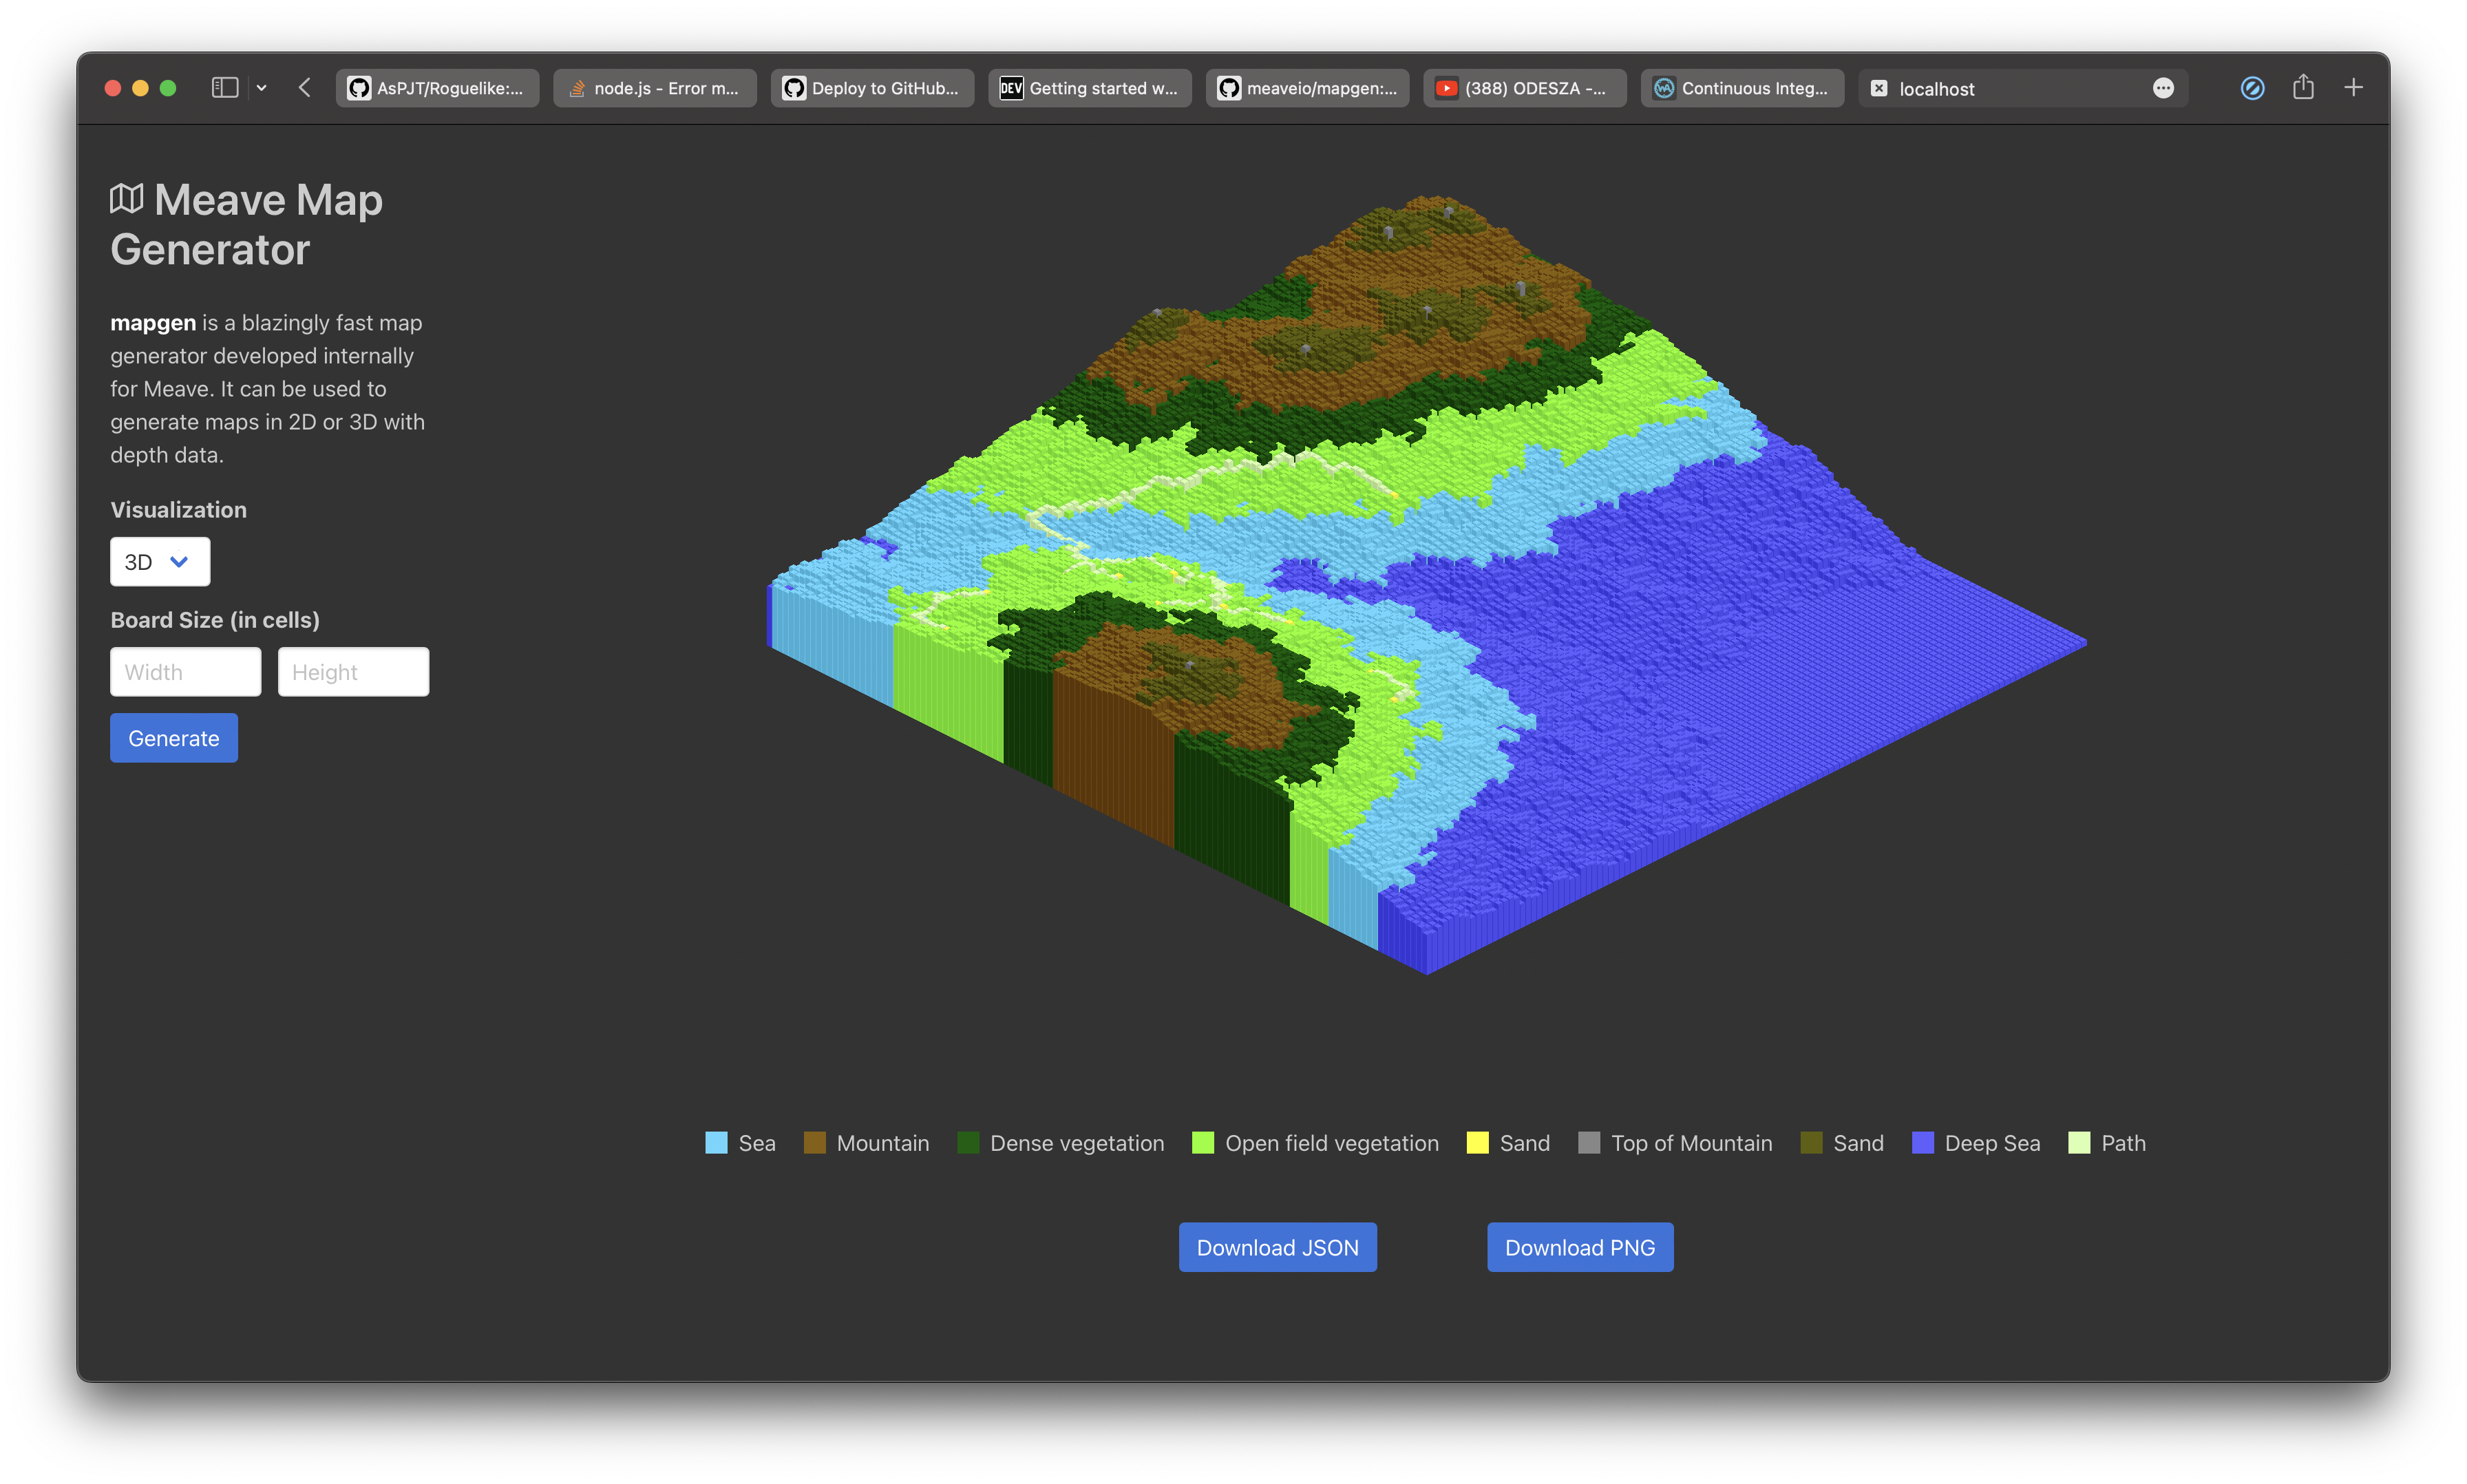 AsPJT/Roguelike:...
node.js - Error m...
Deploy to GitHub...
DEV Getting started w...
meaveio/mapgen:...
(388) ODESZA -...
WA Continuous Integ...
localhost
Meave Map
Generator
mapgen is a blazingly fast map
generator developed internally
for Meave. It can be used to
generate maps in 2D or 3D with
depth data.
Visualization
3D
Board Size (in cells)
Width Height
Generate
Sea Mountain Dense vegetation Open field vegetation Sand Top of Mountain Sand Deep Sea Path
Download JSON Download PNG